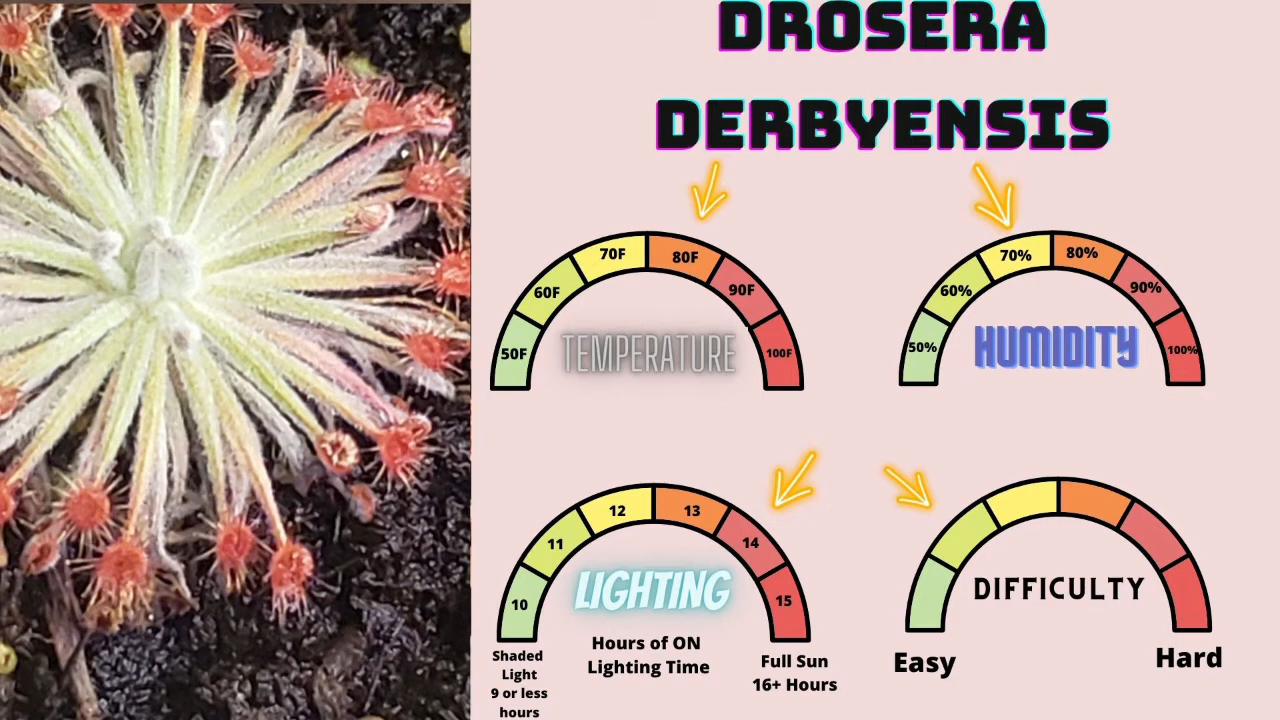 DROSERA
DERBYENSIS
50F
60F
70F
80F
90F
100F
TEMPERATURE
50%
60%
70%
80%
90%
100%
HUMIDITY
10
11
12
13
14
15
LIGHTING
Hours of ON
Lighting Time
Shaded
Light
9 or less
hours
Full Sun
16+ Hours
DIFFICULTY
Easy
Hard